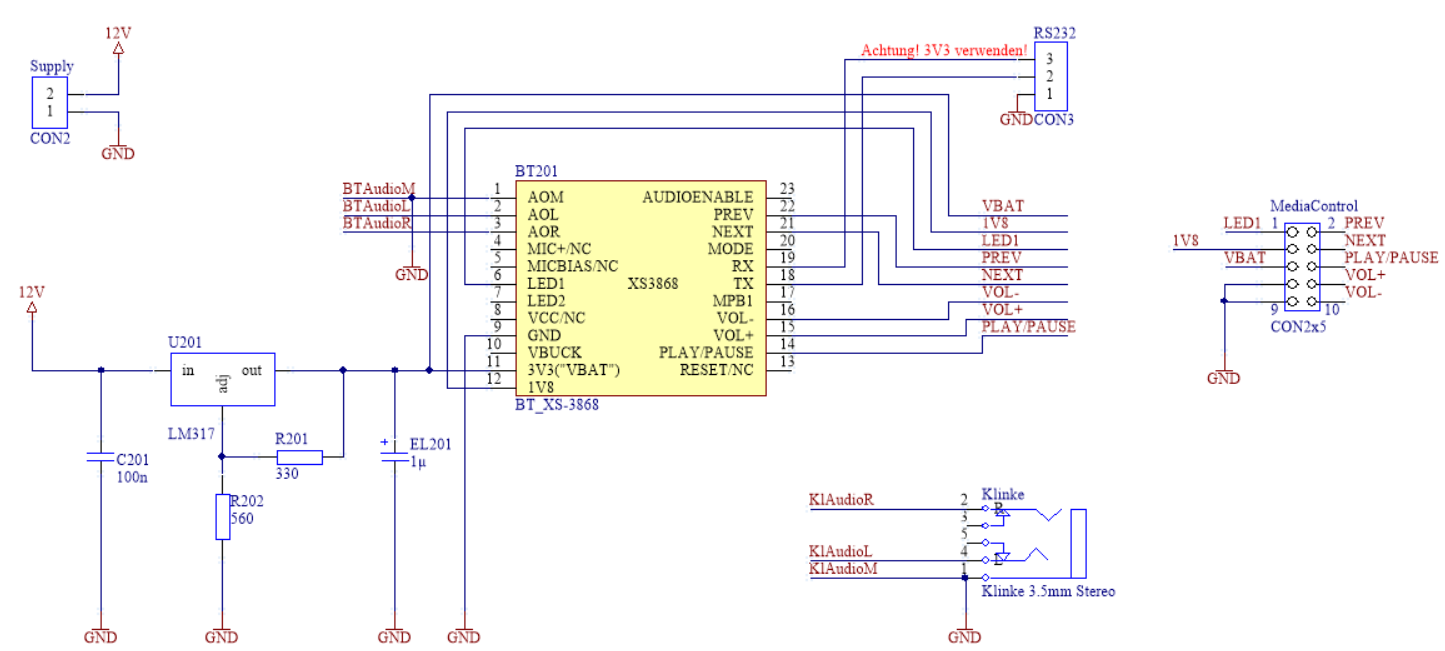 12V
Supply
2
1
CON2
GND
RS232
Achtung! 3V3 verwenden!
3
2
1
GND
CON3
BT201
BTAudioM
BTAudioL
BTAudioR
GND
1 AOM
2 AOL
3 AOR
4 MIC+/NC
5 MICBIAS/NC
6 LED1
7 LED2
8 VCC/NC
9 GND
10 VBUCK
11 3V3("VBAT")
12 1V8
XS3868
AUDIOENABLE 23
PREV 22
NEXT 21
MODE 20
RX 19
TX 18
MPB1 17
VOL- 16
VOL+ 15
PLAY/PAUSE 14
RESET/NC 13
BT_XS-3868
VBAT
1V8
LED1
PREV
NEXT
VOL-
VOL+
PLAY/PAUSE
MediaControl
LED1 1 2 PREV
1V8 NEXT
VBAT PLAY/PAUSE
VOL+
VOL-
9 10
CON2x5
GND
12V
U201
in adj out
LM317
R201
330
C201
100n
R202
560
EL201
+
1µ
GND
GND
GND
GND
Klinke
KlAudioR 2 R
3
5
KlAudioL 4 L
KlAudioM 1
Klinke 3.5mm Stereo
GND